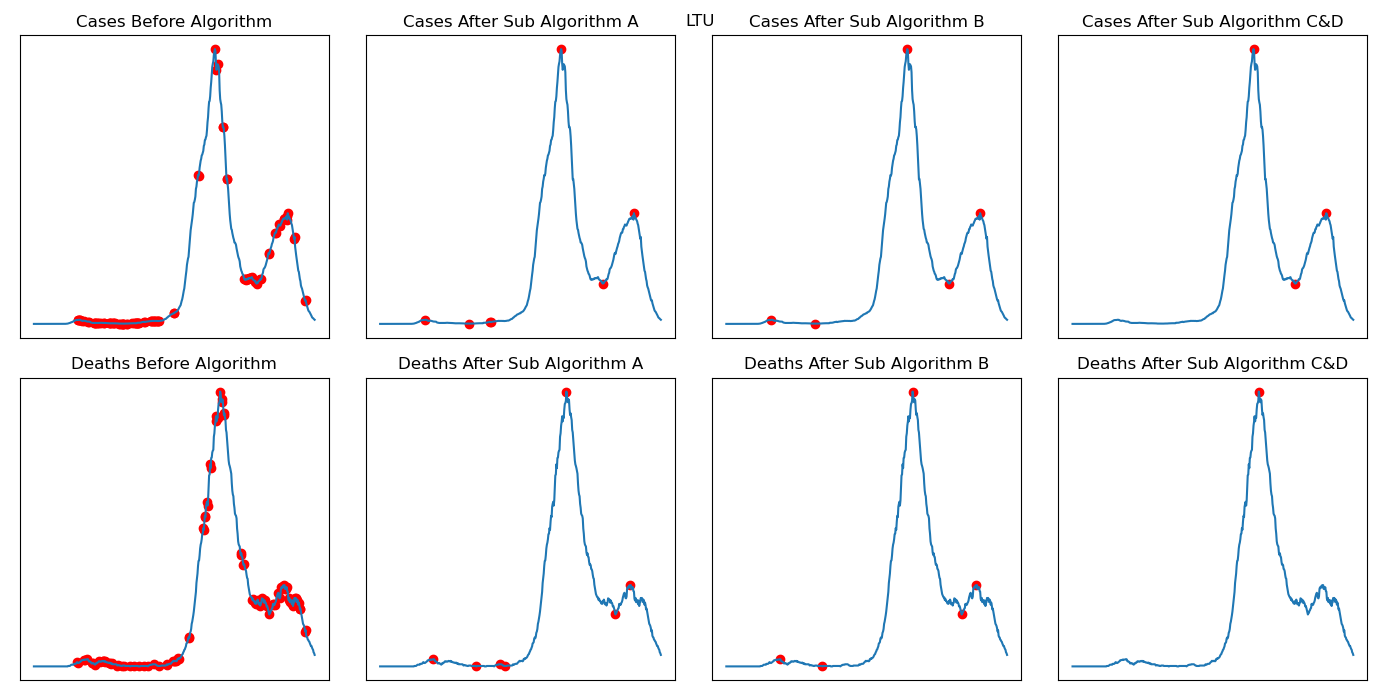 LTU
Cases Before Algorithm
Cases After Sub Algorithm A
Cases After Sub Algorithm B
Cases After Sub Algorithm C&D
Deaths Before Algorithm
Deaths After Sub Algorithm A
Deaths After Sub Algorithm B
Deaths After Sub Algorithm C&D